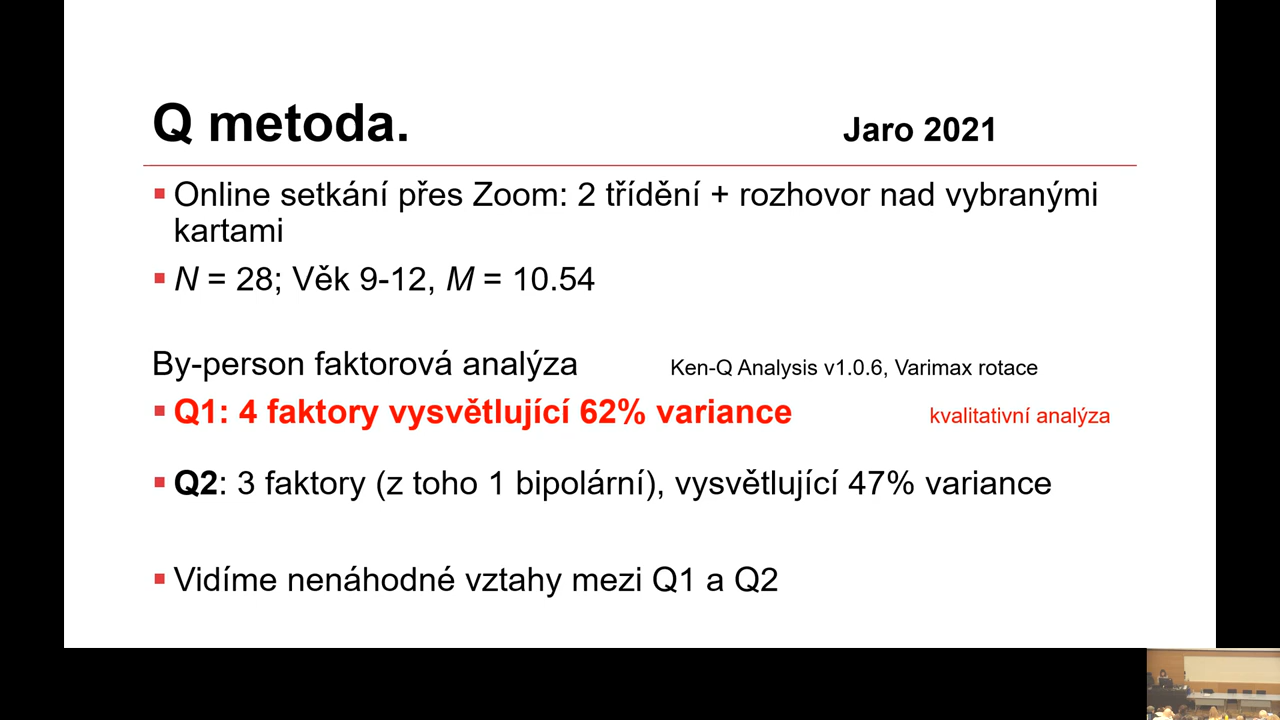 Q metoda.
Jaro 2021
▪ Online setkání přes Zoom: 2 třídění + rozhovor nad vybranými
kartami
▪ N = 28; Věk 9-12, M = 10.54
By-person faktorová analýza
Ken-Q Analysis v1.0.6, Varimax rotace
▪ Q1: 4 faktory vysvětlující 62% variance
kvalitativní analýza
▪ Q2: 3 faktory (z toho 1 bipolární), vysvětlující 47% variance
▪ Vidíme nenáhodné vztahy mezi Q1 a Q2